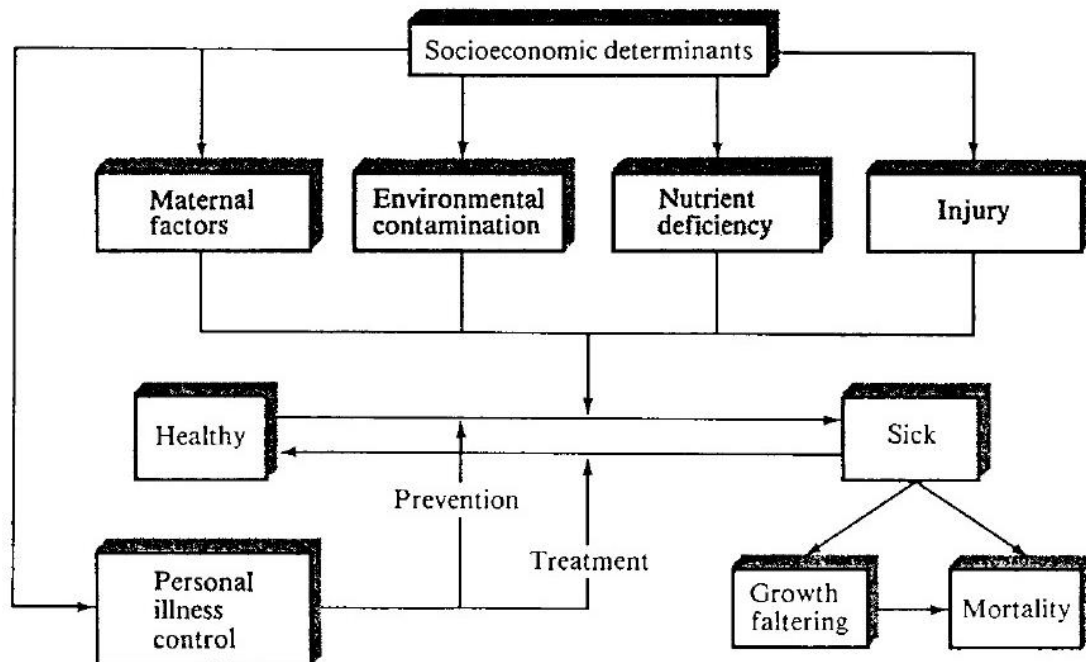 Socioeconomic determinants
Maternal
factors
Environmental
contamination
Nutrient
deficiency
Injury
Healthy
Sick
Prevention
Treatment
Personal
illness
control
Growth
faltering
Mortality